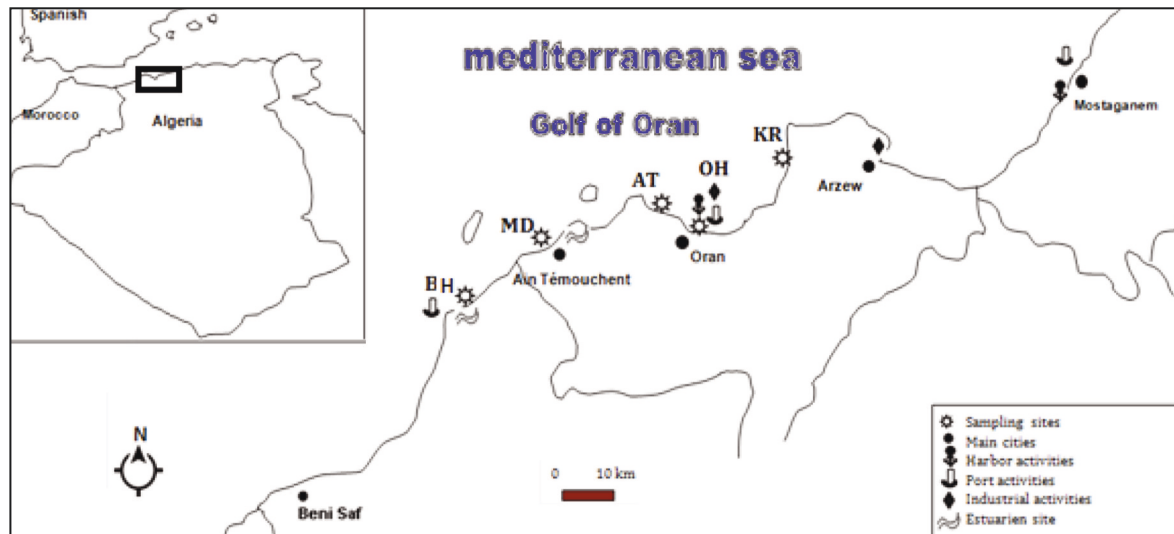 Spanish
Morocco
Algeria
mediterranean sea
Golf of Oran
Mostaganem
KR
Arzew
OH
AT
Oran
MD
Ain Témouchent
BH
N
0 10 km
Beni Saf
Sampling sites
Main cities
Harbor activities
Port activities
Industrial activities
Estuarien site